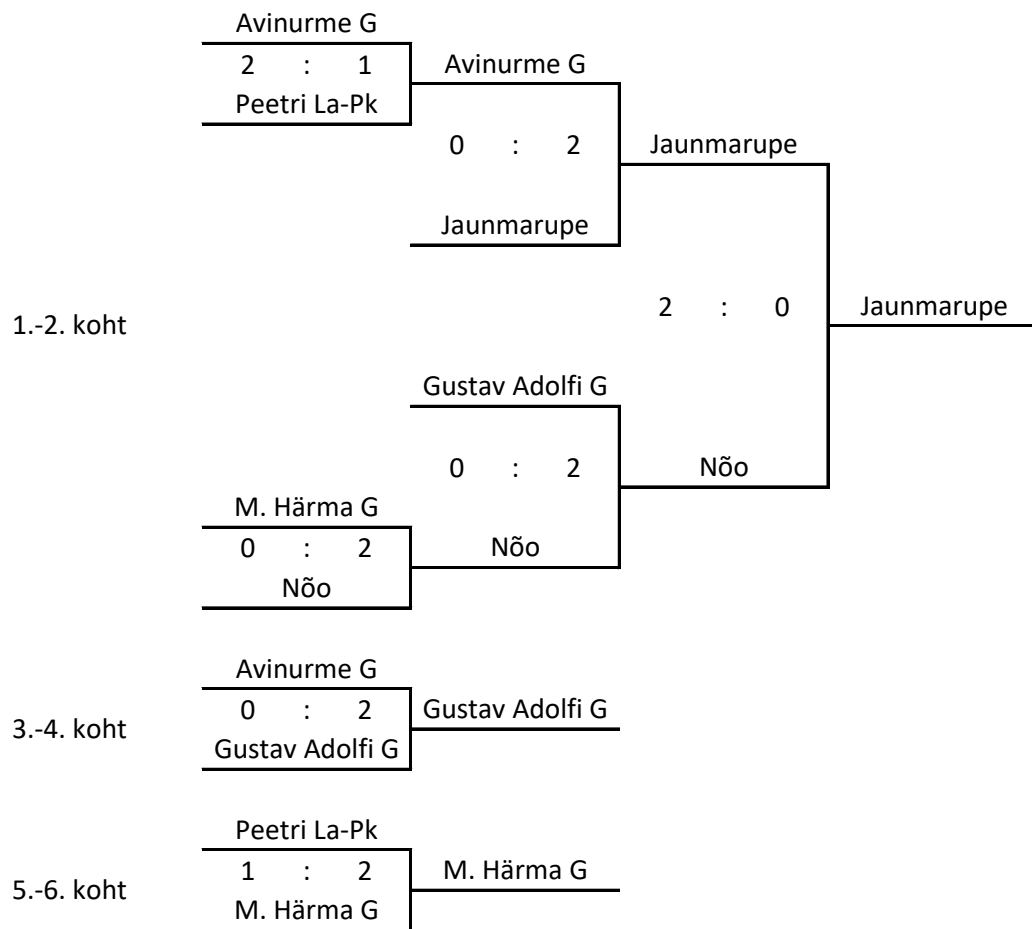 Avinurme G
2 : 1
Avinurme G
Peetri La-Pk
0 : 2
Jaunmarupe
Jaunmarupe
1.-2. koht
2 : 0
Jaunmarupe
Gustav Adolfi G
0 : 2
Nõo
M. Härma G
0 : 2
Nõo
Nõo
Avinurme G
3.-4. koht
0 : 2
Gustav Adolfi G
Gustav Adolfi G
Peetri La-Pk
5.-6. koht
1 : 2
M. Härma G
M. Härma G